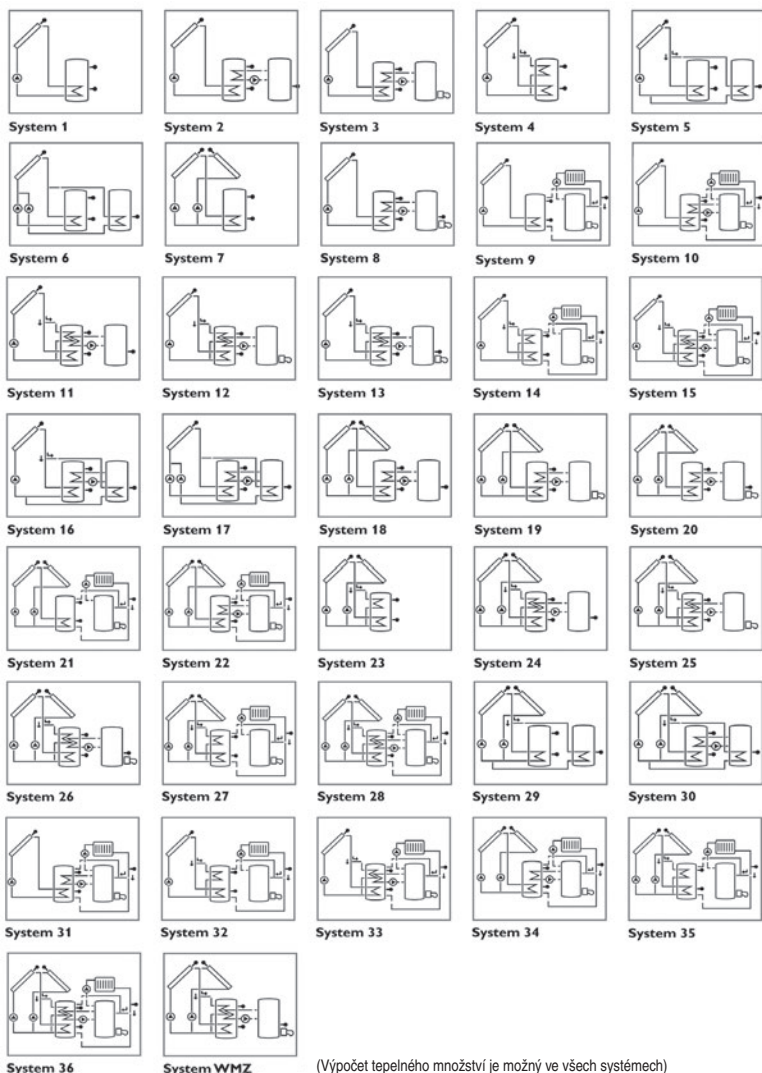 System 1 System 2 System 3 System 4 System 5
System 6 System 7 System 8 System 9 System 10
System 11 System 12 System 13 System 14 System 15
System 16 System 17 System 18 System 19 System 20
System 21 System 22 System 23 System 24 System 25
System 26 System 27 System 28 System 29 System 30
System 31 System 32 System 33 System 34 System 35
System 36 System WMZ (Výpočet tepelného množství je možný ve všech systémech)